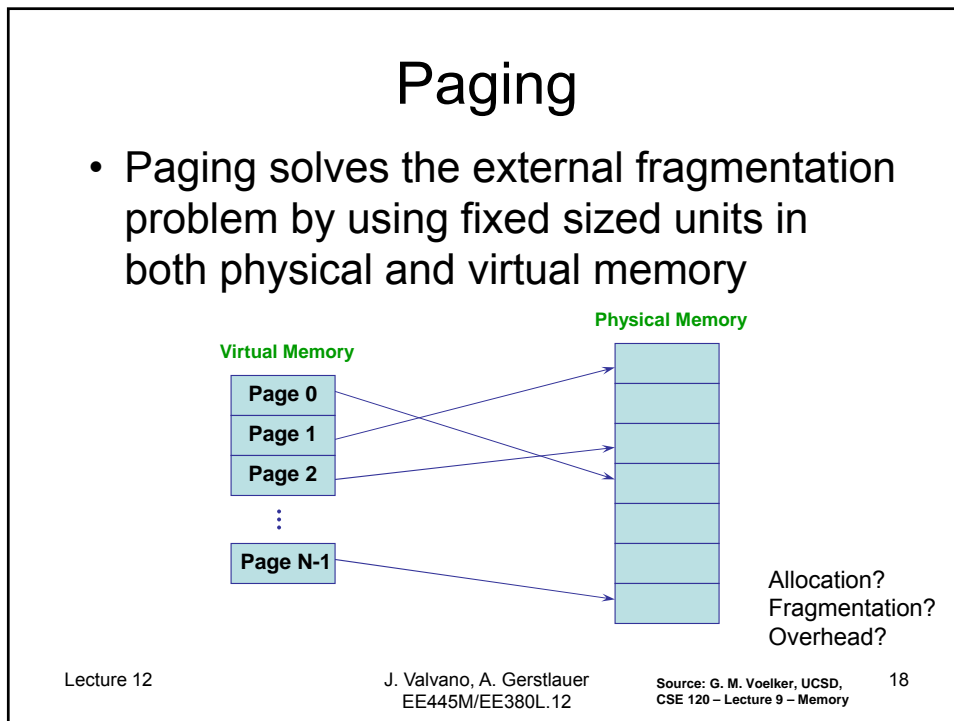 Paging
• Paging solves the external fragmentation
problem by using fixed sized units in
both physical and virtual memory
Physical Memory
Virtual Memory
Page 0
Page 1
Page 2
Page N-1
Allocation?
Fragmentation?
Overhead?
Lecture 12
J. Valvano, A. Gerstlauer
EE445M/EE380L.12
Source: G. M. Voelker, UCSD,
CSE 120 – Lecture 9 – Memory
18